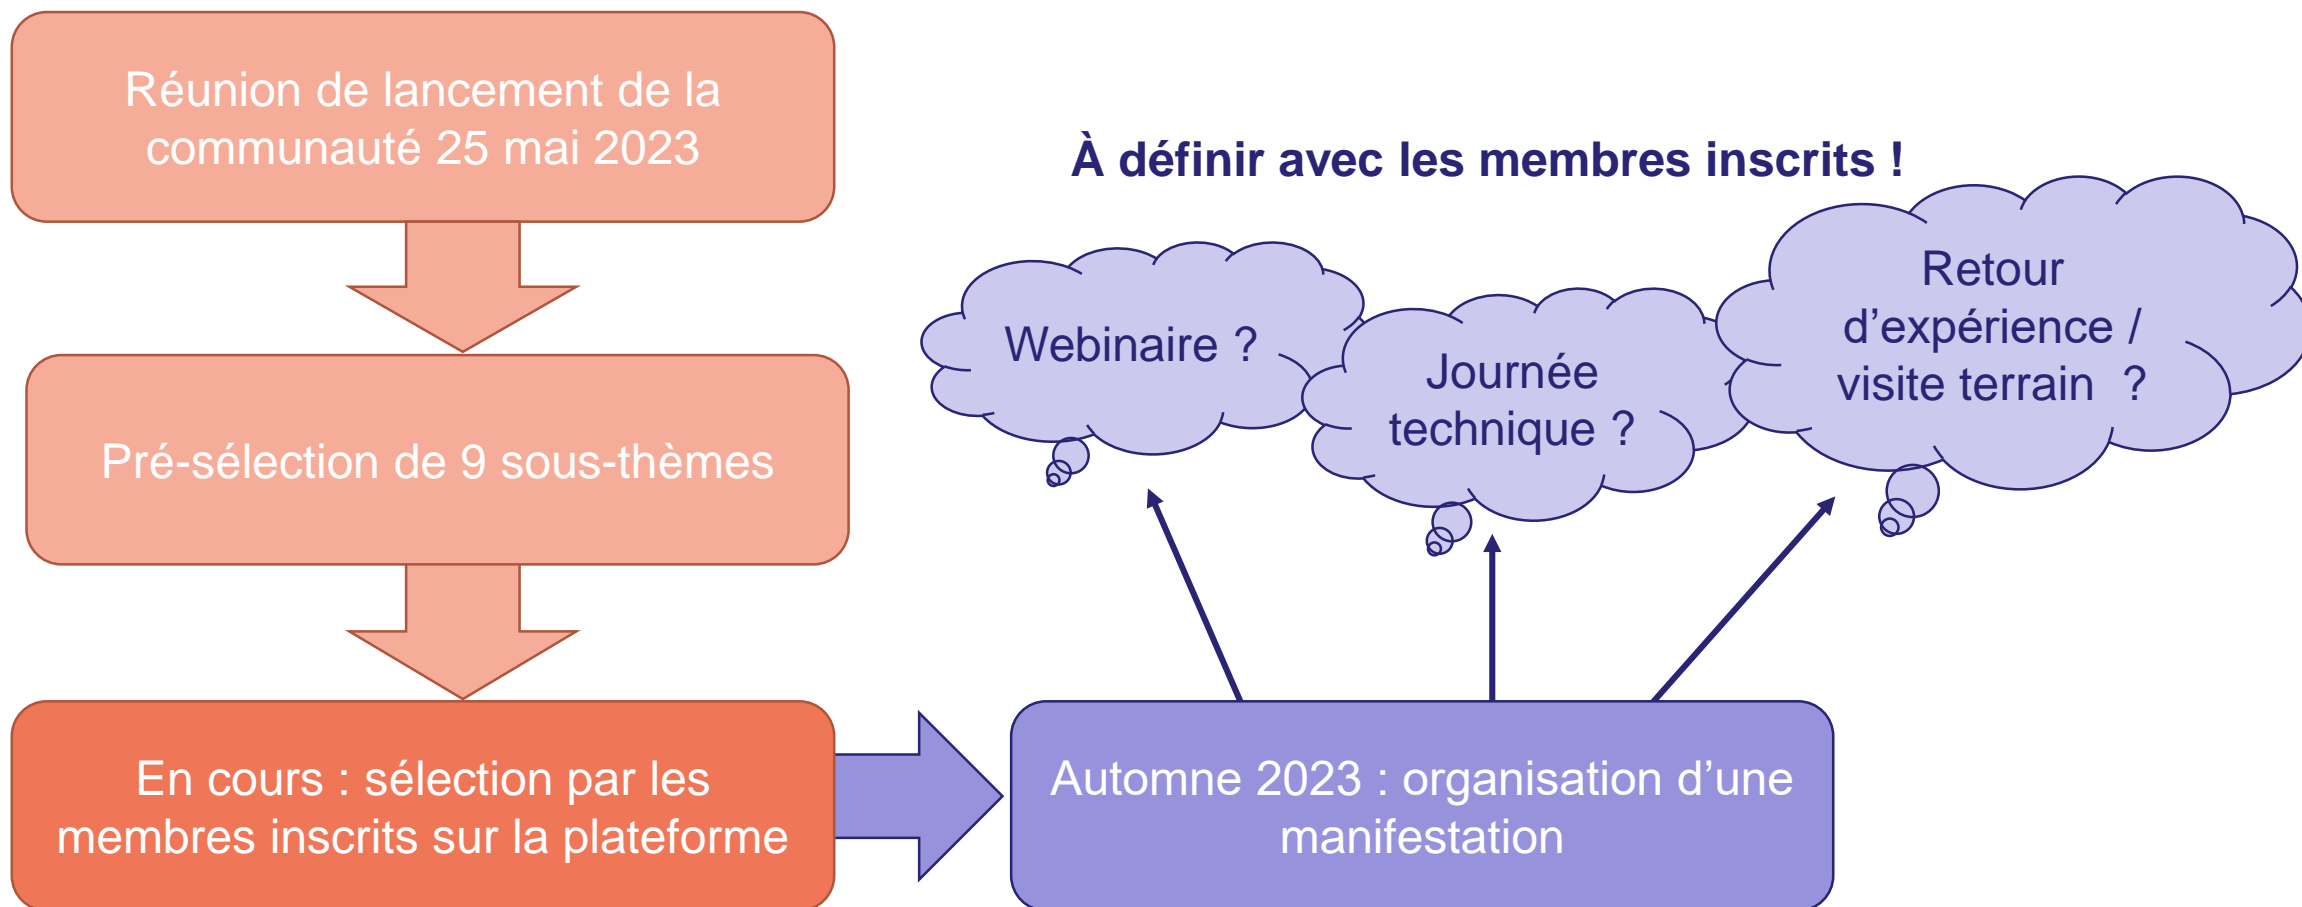 Réunion de lancement de la
communauté 25 mai 2023
Pré-sélection de 9 sous-thèmes
En cours : sélection par les
membres inscrits sur la plateforme
À définir avec les membres inscrits !
Webinaire ?
Journée
technique ?
Retour
d’expérience /
visite terrain  ?
Automne 2023 : organisation d’une
manifestation